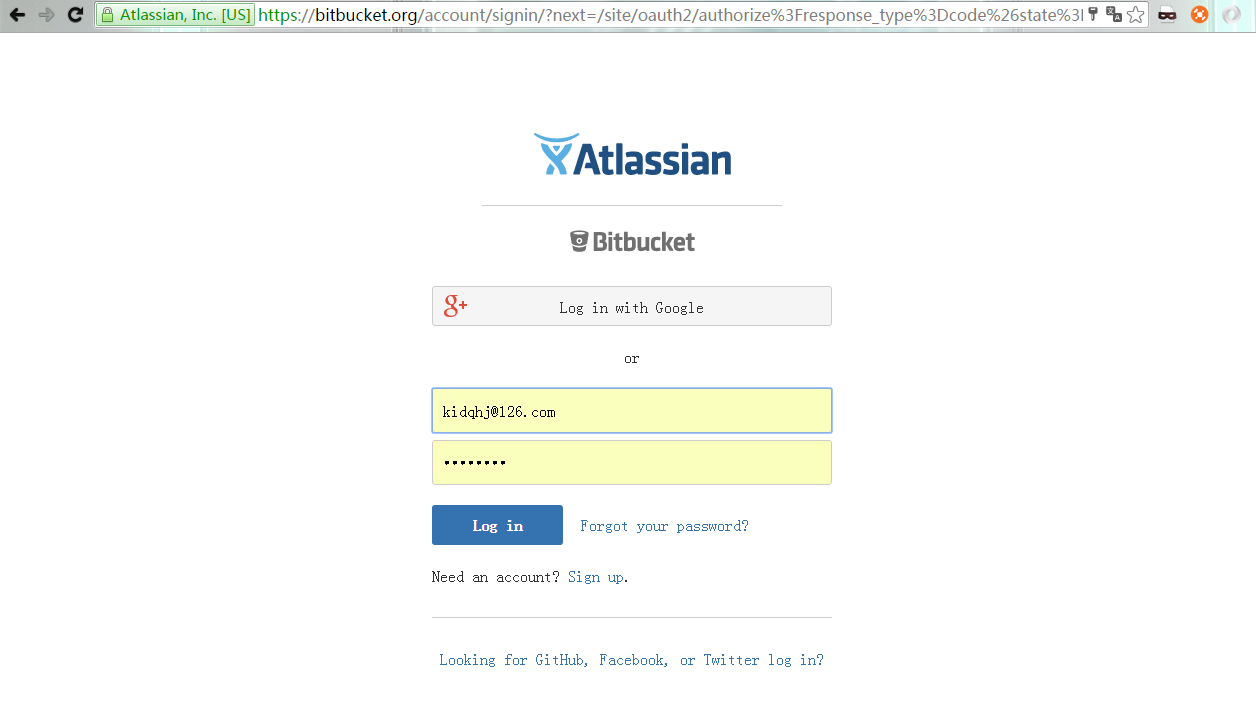 Atlassian, Inc. [US] https://bitbucket.org/account/signin/?next=/site/oauth2/authorize%3Fresponse_type%3Dcode%26state%3
Atlassian
Bitbucket
g+ Log in with Google
or
kidqhj@126.com
••••••••
Log in Forgot your password?
Need an account? Sign up.
Looking for GitHub, Facebook, or Twitter log in?